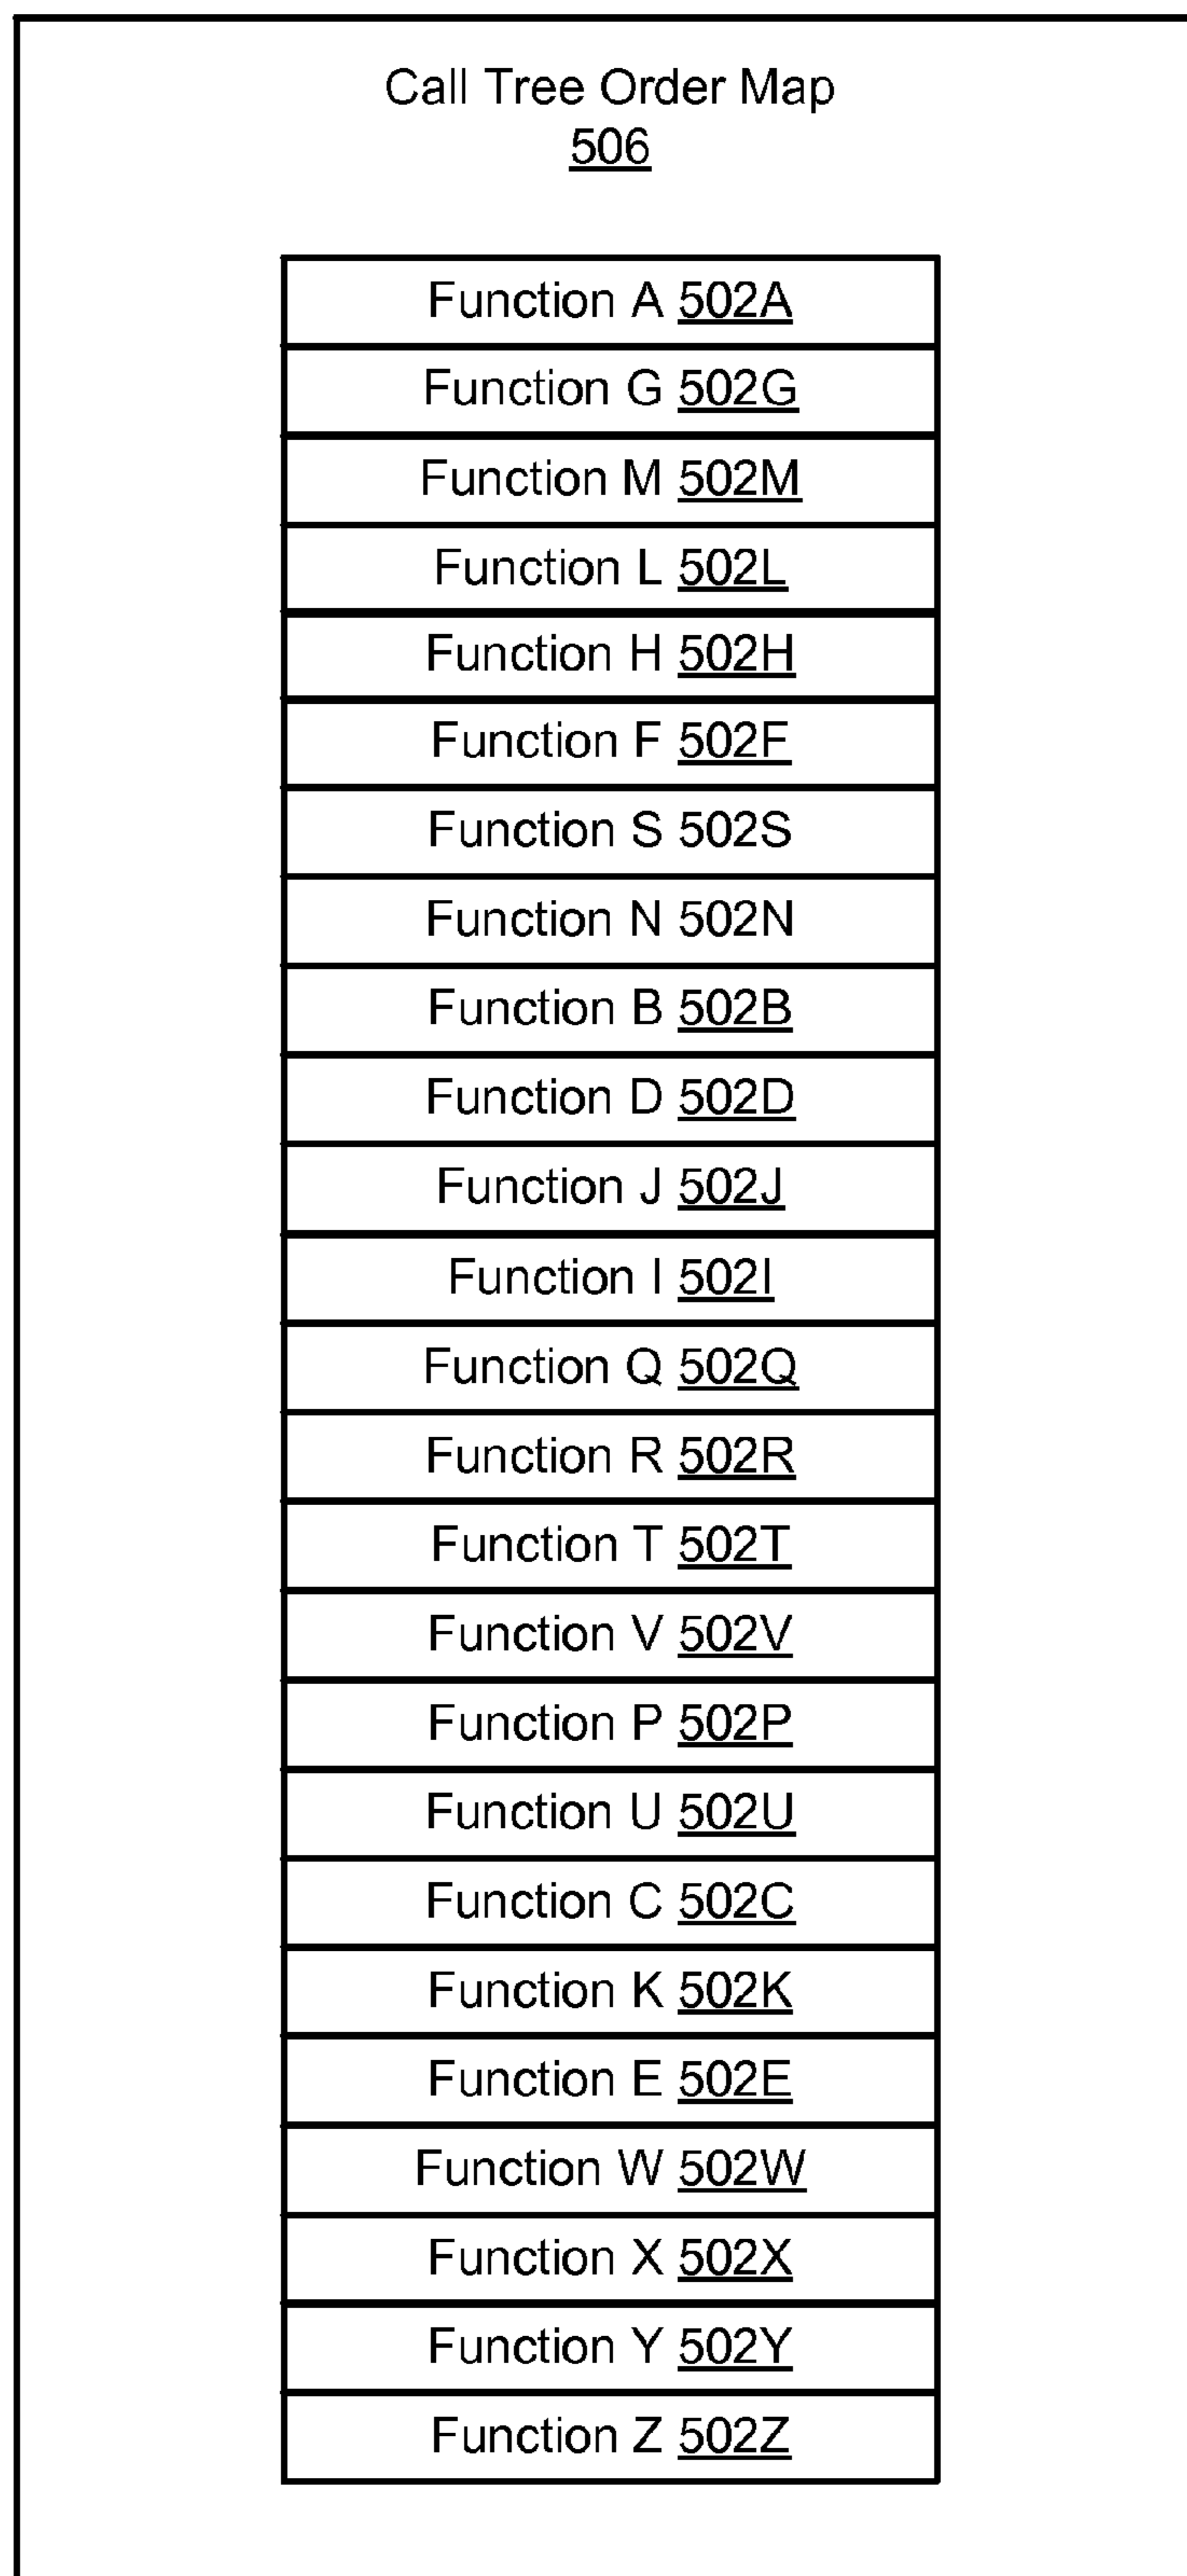 Call Tree Order Map
506
Function A 502A
Function G 502G
Function M 502M
Function L 502L
Function H 502H
Function F 502F
Function S 502S
Function N 502N
Function B 502B
Function D 502D
Function J 502J
Function I 502I
Function Q 502Q
Function R 502R
Function T 502T
Function V 502V
Function P 502P
Function U 502U
Function C 502C
Function K 502K
Function E 502E
Function W 502W
Function X 502X
Function Y 502Y
Function Z 502Z